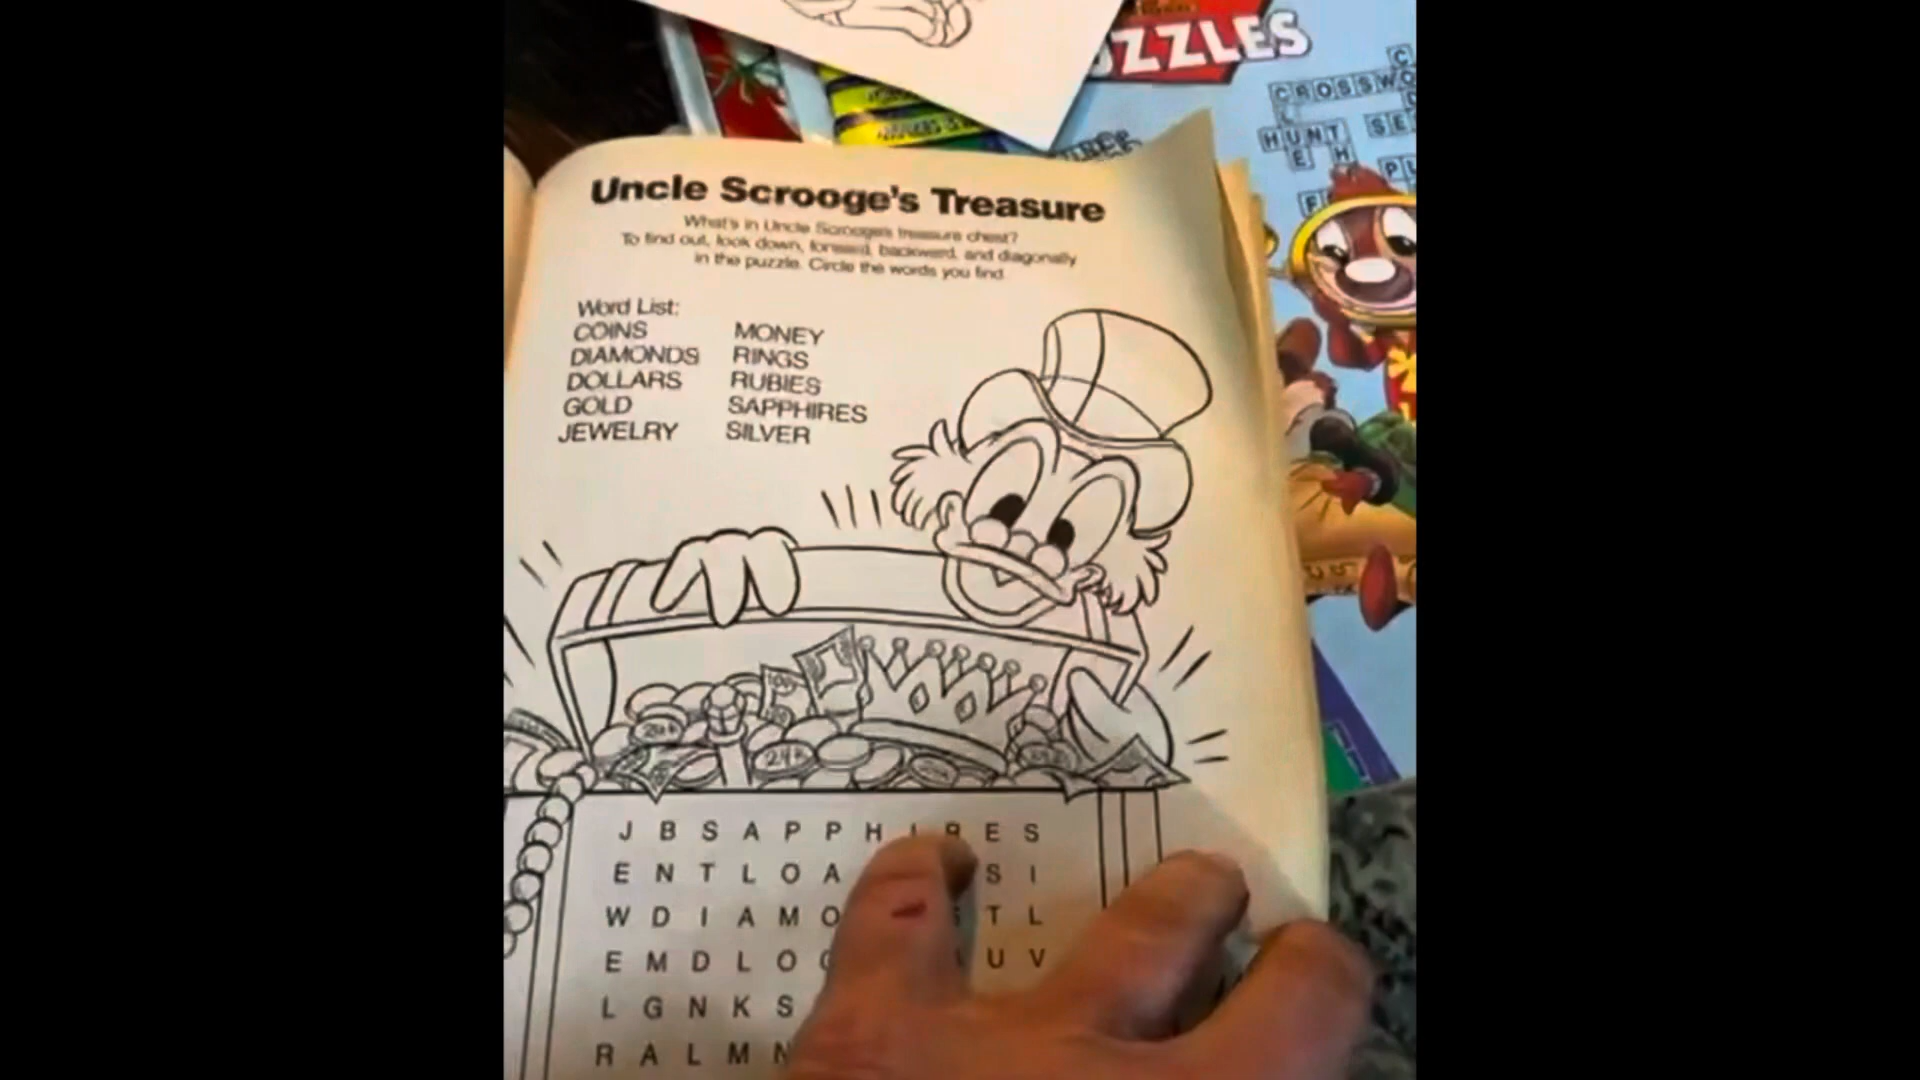 ZZLES
CROSSWO
HUNT
Uncle Scrooge's Treasure
What's in Uncle Scrooge's treasure chest?
To find out, look down, forward, backward, and diagonally
in the puzzle. Circle the words you find.
Word List:
COINS MONEY
DIAMONDS RINGS
DOLLARS RUBIES
GOLD SAPPHIRES
JEWELRY SILVER
24K
J B S A P P H I R E S
E N T L O A S I
W D I A M O T L
E M D L O U V
L G N K S
R A L M N